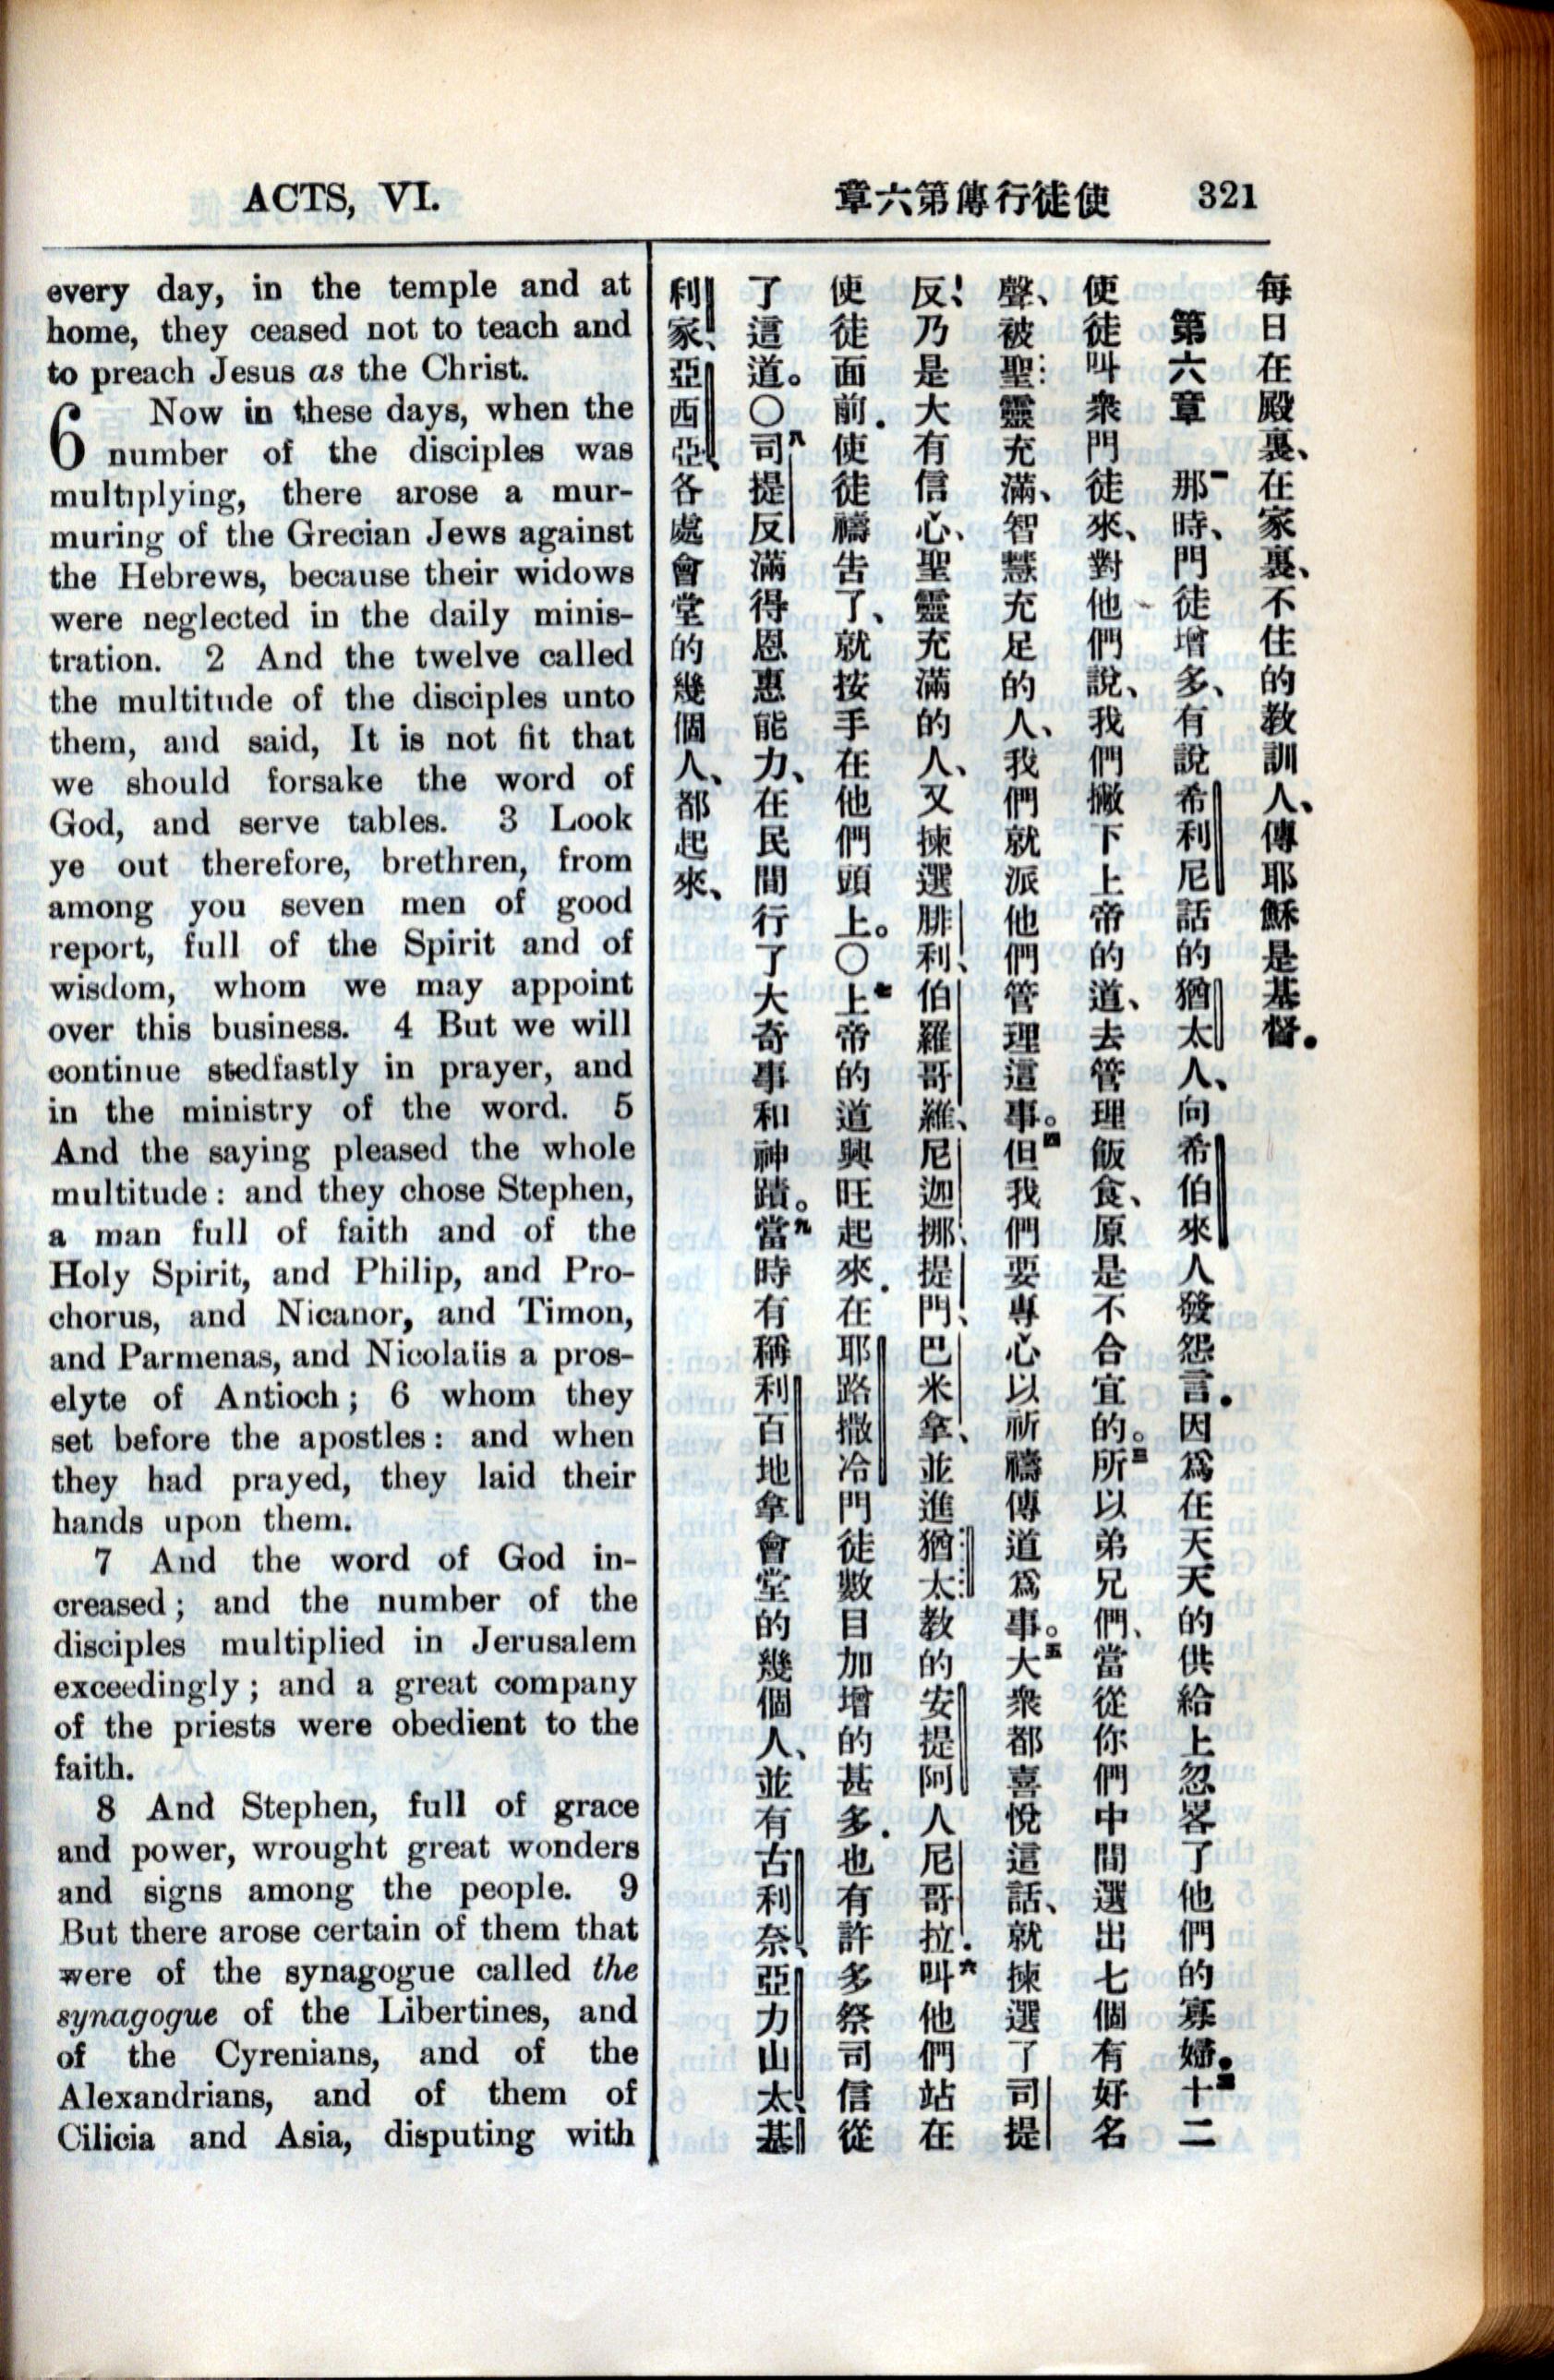 ACTS, VI.
章六第傳行徒使
321
every day, in the temple and at
home, they ceased not to teach and
to preach Jesus as the Christ.
6 Now in these days, when the
number of the disciples was
multiplying, there arose a mur-
muring of the Grecian Jews against
the Hebrews, because their widows
were neglected in the daily minis-
tration. 2 And the twelve called
the multitude of the disciples unto
them, and said, It is not fit that
we should forsake the word of
God, and serve tables. 3 Look
ye out therefore, brethren, from
among you seven men of good
report, full of the Spirit and of
wisdom, whom we may appoint
over this business. 4 But we will
continue stedfastly in prayer, and
in the ministry of the word. 5
And the saying pleased the whole
multitude: and they chose Stephen,
a man full of faith and of the
Holy Spirit, and Philip, and Pro-
chorus, and Nicanor, and Timon,
and Parmenas, and Nicolaüs a pros-
elyte of Antioch; 6 whom they
set before the apostles: and when
they had prayed, they laid their
hands upon them.
7 And the word of God in-
creased; and the number of the
disciples multiplied in Jerusalem
exceedingly; and a great company
of the priests were obedient to the
faith.
8 And Stephen, full of grace
and power, wrought great wonders
and signs among the people. 9
But there arose certain of them that
were of the synagogue called the
synagogue of the Libertines, and
of the Cyrenians, and of the
Alexandrians, and of them of
Cilicia and Asia, disputing with
每日在殿裏、在家裏、不住的教訓人、傳耶穌是基督.
第六章 一那時、門徒增多、有說希利尼話的猶太人、向希伯來人發怨言.因爲在天天的供給上忽畧了他們的寡婦.二十二
使徒叫衆門徒來、對他們說、我們撇下上帝的道、去管理飯食、原是不合宜的。三所以弟兄們、當從你們中間選出七個有好名
聲、被聖靈充滿、智慧充足的人、我們就派他們管理這事。四但我們要專心以祈禱傳道爲事。五大衆都喜悅這話、就揀選了司提
反、乃是大有信心、聖靈充滿的人、又揀選腓利、伯羅哥羅、尼迦挪、提門、巴米拿、並進猶太教的安提阿人尼哥拉.六叫他們站在
使徒面前.使徒禱告了、就按手在他們頭上。〇七上帝的道興旺起來.在耶路撒冷門徒數目加增的甚多.也有許多祭司信從
了這道。〇八司提反滿得恩惠能力、在民間行了大奇事和神蹟。九當時有稱利百地拿會堂的幾個人、並有古利奈、亞力山太、基
利家、亞西亞、各處會堂的幾個人、都起來、